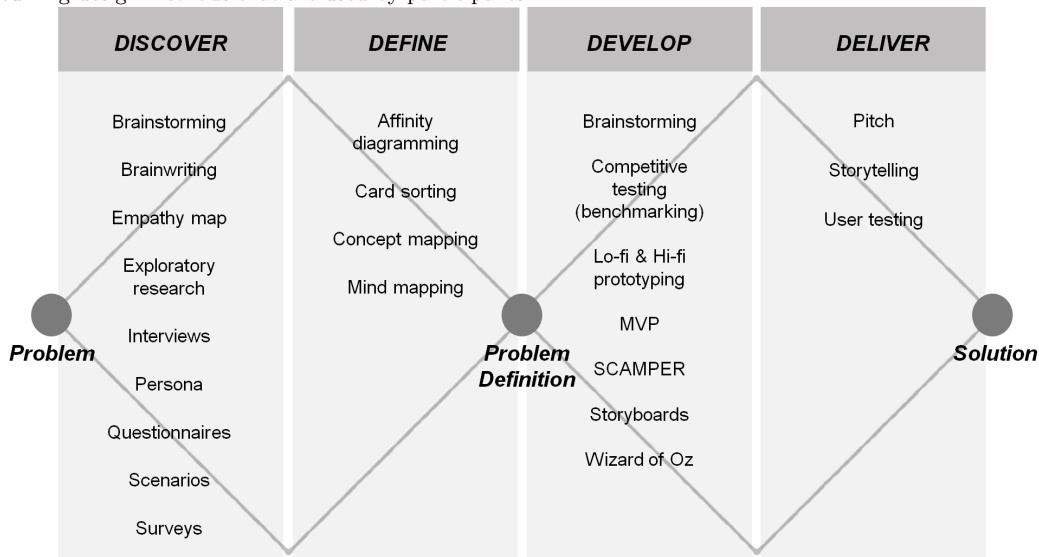 DISCOVER
DEFINE
DEVELOP
DELIVER
Brainstorming
Brainwriting
Empathy map
Exploratory
research
Interviews
Persona
Questionnaires
Scenarios
Surveys
Affinity
diagramming
Card sorting
Concept mapping
Mind mapping
Brainstorming
Competitive
testing
(benchmarking)
Lo-fi & Hi-fi
prototyping
MVP
SCAMPER
Storyboards
Wizard of Oz
Pitch
Storytelling
User testing
Problem
Problem
Definition
Solution